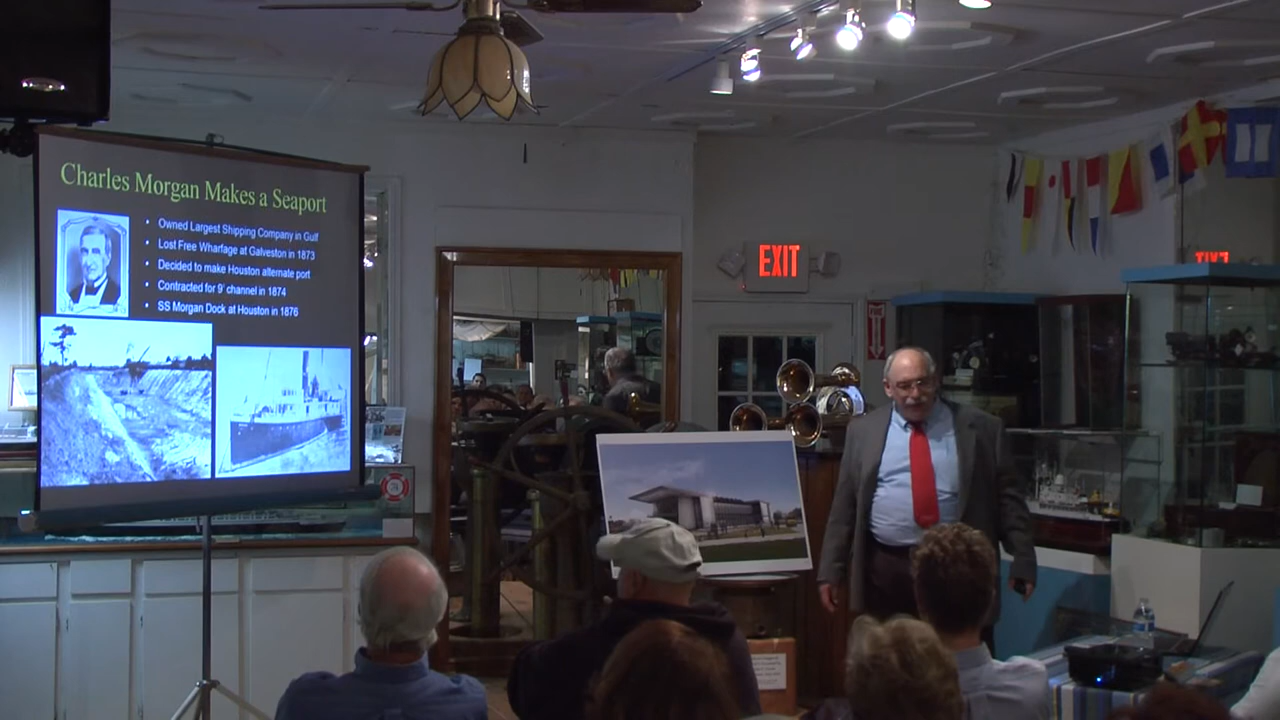 Charles Morgan Makes a Seaport
• Owned Largest Shipping Company in Gulf
• Lost Free Wharfage at Galveston in 1873
• Decided to make Houston alternate port
• Contracted for 9' channel in 1874
• SS Morgan Dock at Houston in 1876
EXIT